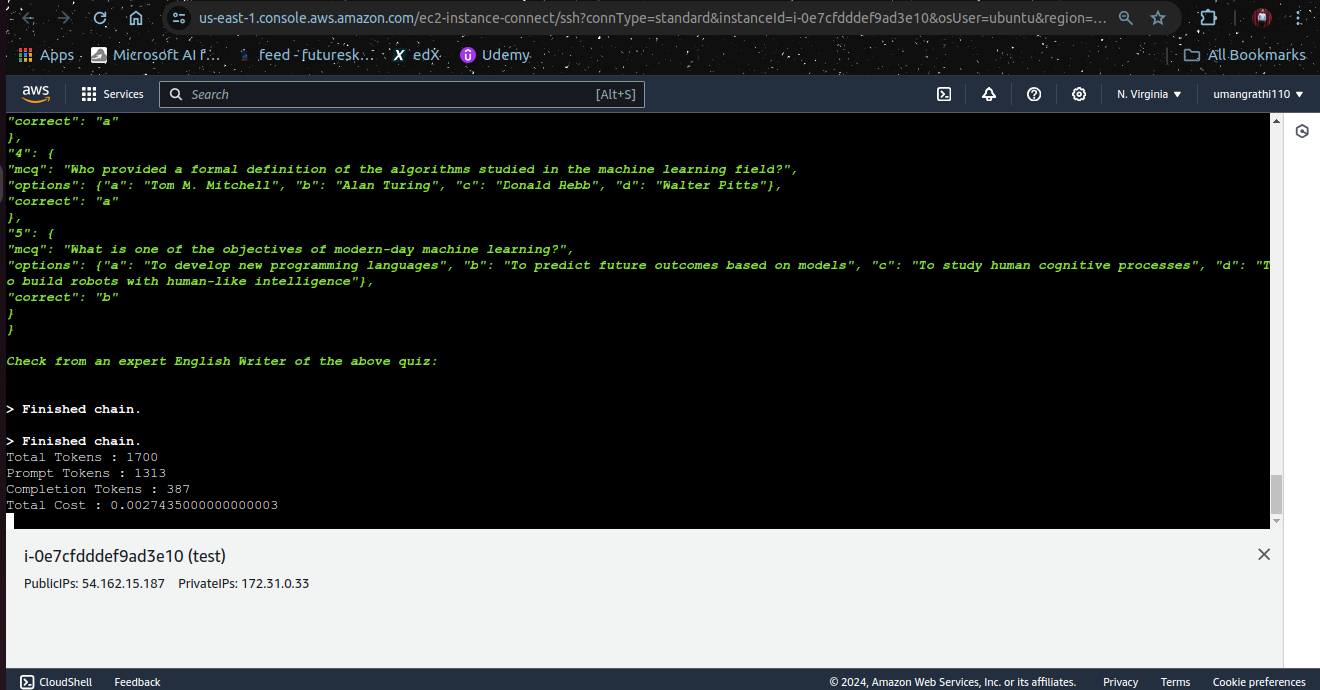 us-east-1.console.aws.amazon.com/ec2-instance-connect/ssh?connType=standard&instanceId=i-0e7cfdddef9ad3e10&osUser=ubuntu&region=...
Apps Microsoft AI f... feed - futuresk... edX Udemy All Bookmarks
aws Services Search [Alt+S] N. Virginia umangrathi110
"correct": "a"
},
"4": {
"mcq": "Who provided a formal definition of the algorithms studied in the machine learning field?",
"options": {"a": "Tom M. Mitchell", "b": "Alan Turing", "c": "Donald Hebb", "d": "Walter Pitts"},
"correct": "a"
},
"5": {
"mcq": "What is one of the objectives of modern-day machine learning?",
"options": {"a": "To develop new programming languages", "b": "To predict future outcomes based on models", "c": "To study human cognitive processes", "d": "T
o build robots with human-like intelligence"},
"correct": "b"
}
}
Check from an expert English Writer of the above quiz:
> Finished chain.
> Finished chain.
Total Tokens : 1700
Prompt Tokens : 1313
Completion Tokens : 387
Total Cost : 0.0027435000000000003
i-0e7cfdddef9ad3e10 (test)
PublicIPs: 54.162.15.187 PrivateIPs: 172.31.0.33
CloudShell Feedback © 2024, Amazon Web Services, Inc. or its affiliates. Privacy Terms Cookie preferences